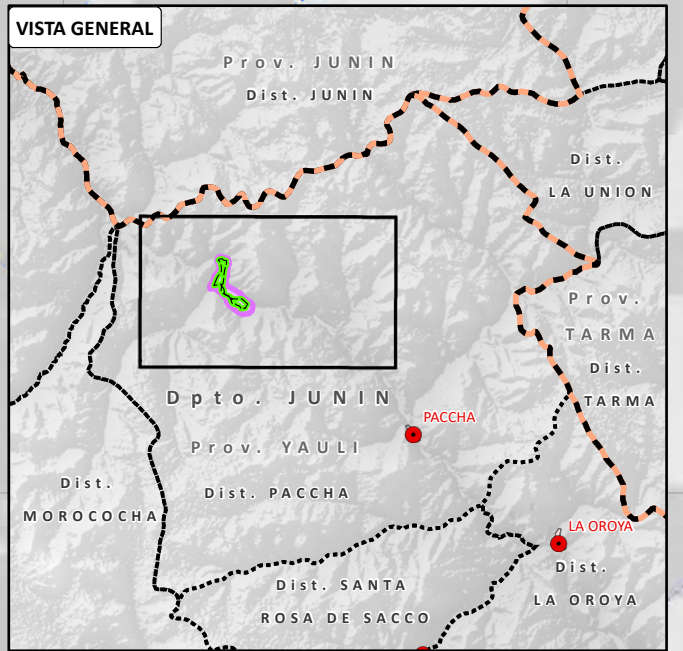 VISTA GENERAL
Prov. JUNIN
Dist. JUNIN
Dist.
LA UNION
Prov.
TARMA
Dist.
TARMA
Dpto. JUNIN
PACCHA
Prov. YAULI
Dist.
MOROCOCHA
Dist. PACCHA
LA OROYA
Dist. SANTA
ROSA DE SACCO
Dist.
LA OROYA